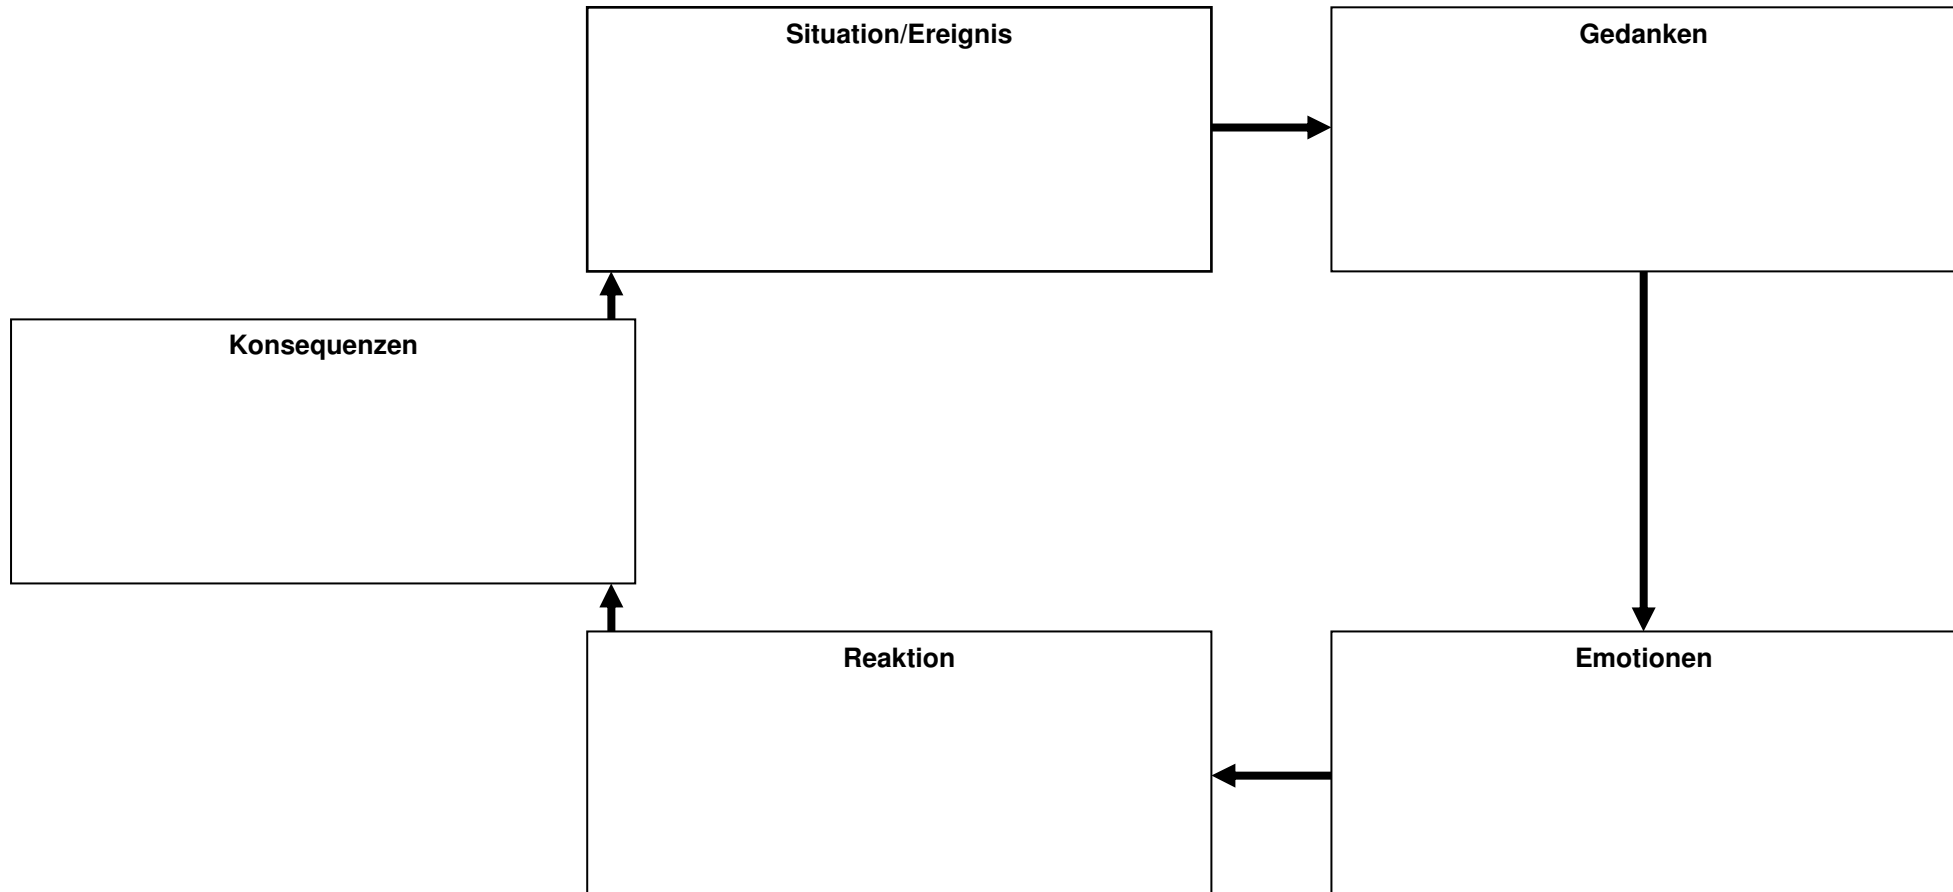 Situation/Ereignis
Gedanken
Konsequenzen
Reaktion
Emotionen